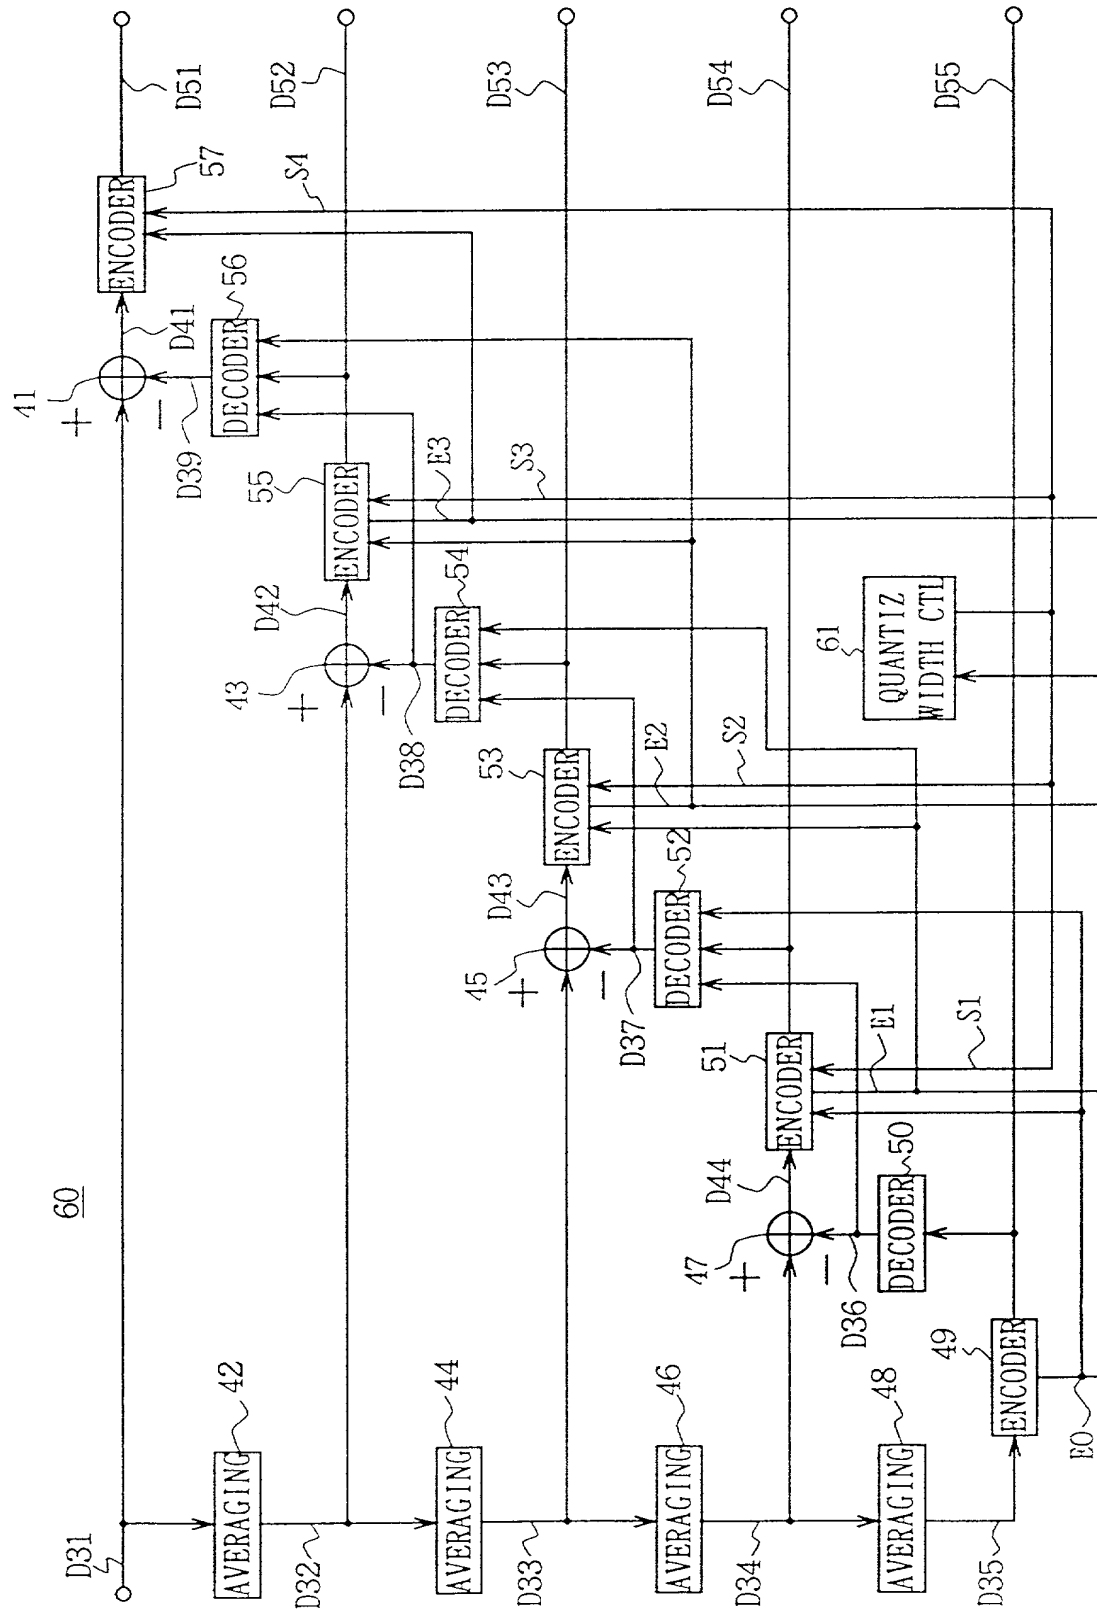 60
D31
AVERAGING
42
D32
AVERAGING
44
D33
AVERAGING
46
D34
AVERAGING
48
D35
ENCODER
49
E0
DECODER
50
D36
47
+
−
D44
ENCODER
51
E1
S1
DECODER
52
D37
45
+
−
D43
ENCODER
53
E2
S2
DECODER
54
D38
43
+
−
D42
ENCODER
55
E3
S3
DECODER
56
D39
41
+
−
D41
ENCODER
57
S4
61
QUANTIZ
WIDTH CTL
D51
D52
D53
D54
D55